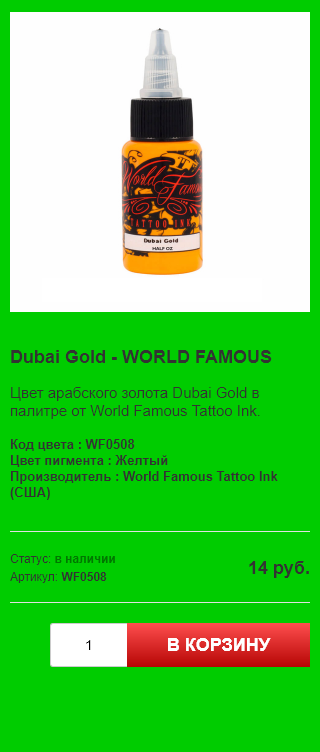 World Famous
TATTOO INK
Dubai Gold
HALF OZ
Dubai Gold - WORLD FAMOUS
Цвет арабского золота Dubai Gold в
палитре от World Famous Tattoo Ink.
Код цвета : WF0508
Цвет пигмента : Желтый
Производитель : World Famous Tattoo Ink
(США)
Статус: в наличии
Артикул: WF0508
14 руб.
1
В КОРЗИНУ